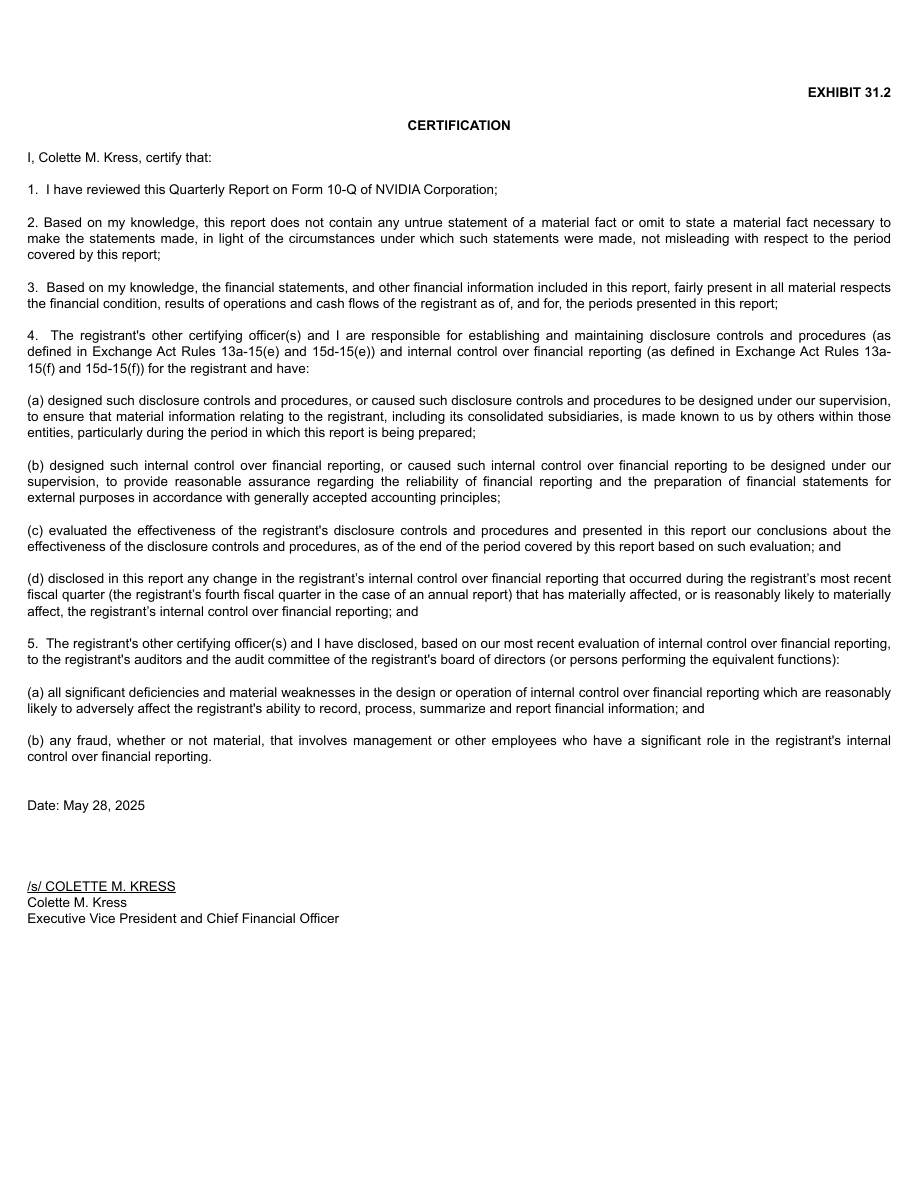 EXHIBIT 31.2
CERTIFICATION
I, Colette M. Kress, certify that:
1.  I have reviewed this Quarterly Report on Form 10-Q of NVIDIA Corporation;
2. Based on my knowledge, this report does not contain any untrue statement of a material fact or omit to state a material fact necessary to
make the statements made, in light of the circumstances under which such statements were made, not misleading with respect to the period
covered by this report;
3.  Based on my knowledge, the financial statements, and other financial information included in this report, fairly present in all material respects
the financial condition, results of operations and cash flows of the registrant as of, and for, the periods presented in this report;
4.  The registrant's other certifying officer(s) and I are responsible for establishing and maintaining disclosure controls and procedures (as
defined in Exchange Act Rules 13a-15(e) and 15d-15(e)) and internal control over financial reporting (as defined in Exchange Act Rules 13a-
15(f) and 15d-15(f)) for the registrant and have:
(a) designed such disclosure controls and procedures, or caused such disclosure controls and procedures to be designed under our supervision,
to ensure that material information relating to the registrant, including its consolidated subsidiaries, is made known to us by others within those
entities, particularly during the period in which this report is being prepared;
(b) designed such internal control over financial reporting, or caused such internal control over financial reporting to be designed under our
supervision, to provide reasonable assurance regarding the reliability of financial reporting and the preparation of financial statements for
external purposes in accordance with generally accepted accounting principles;
(c) evaluated the effectiveness of the registrant's disclosure controls and procedures and presented in this report our conclusions about the
effectiveness of the disclosure controls and procedures, as of the end of the period covered by this report based on such evaluation; and
(d) disclosed in this report any change in the registrant’s internal control over financial reporting that occurred during the registrant’s most recent
fiscal quarter (the registrant’s fourth fiscal quarter in the case of an annual report) that has materially affected, or is reasonably likely to materially
affect, the registrant’s internal control over financial reporting; and
5.  The registrant's other certifying officer(s) and I have disclosed, based on our most recent evaluation of internal control over financial reporting,
to the registrant's auditors and the audit committee of the registrant's board of directors (or persons performing the equivalent functions):
(a) all significant deficiencies and material weaknesses in the design or operation of internal control over financial reporting which are reasonably
likely to adversely affect the registrant's ability to record, process, summarize and report financial information; and
(b) any fraud, whether or not material, that involves management or other employees who have a significant role in the registrant's internal
control over financial reporting.
Date: May 28, 2025
/s/ COLETTE M. KRESS
Colette M. Kress
Executive Vice President and Chief Financial Officer